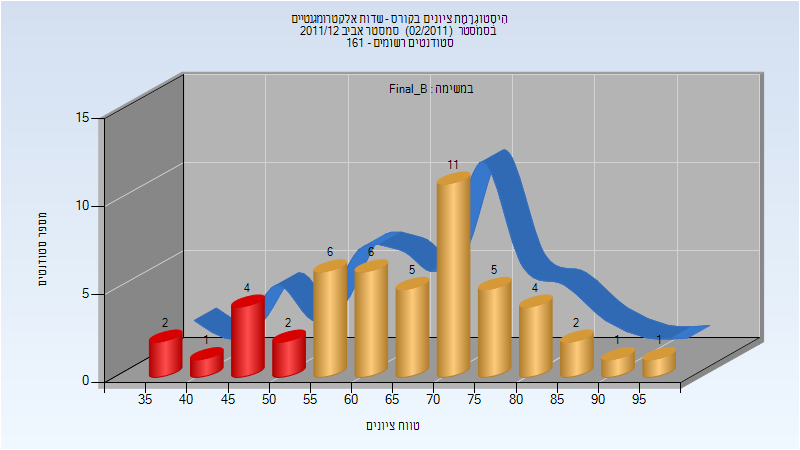 היסטוגרמת ציונים בקורס - שדות אלקטרומגנטיים
בסמסטר (02/2011) סמסטר אביב 2011/12
סטודנטים רשומים - 161
במשימה : Final_B
15
10
5
0
מספר סטודנטים
2
1
4
2
6
6
5
11
5
4
2
1
1
35 40 45 50 55 60 65 70 75 80 85 90 95
טווח ציונים